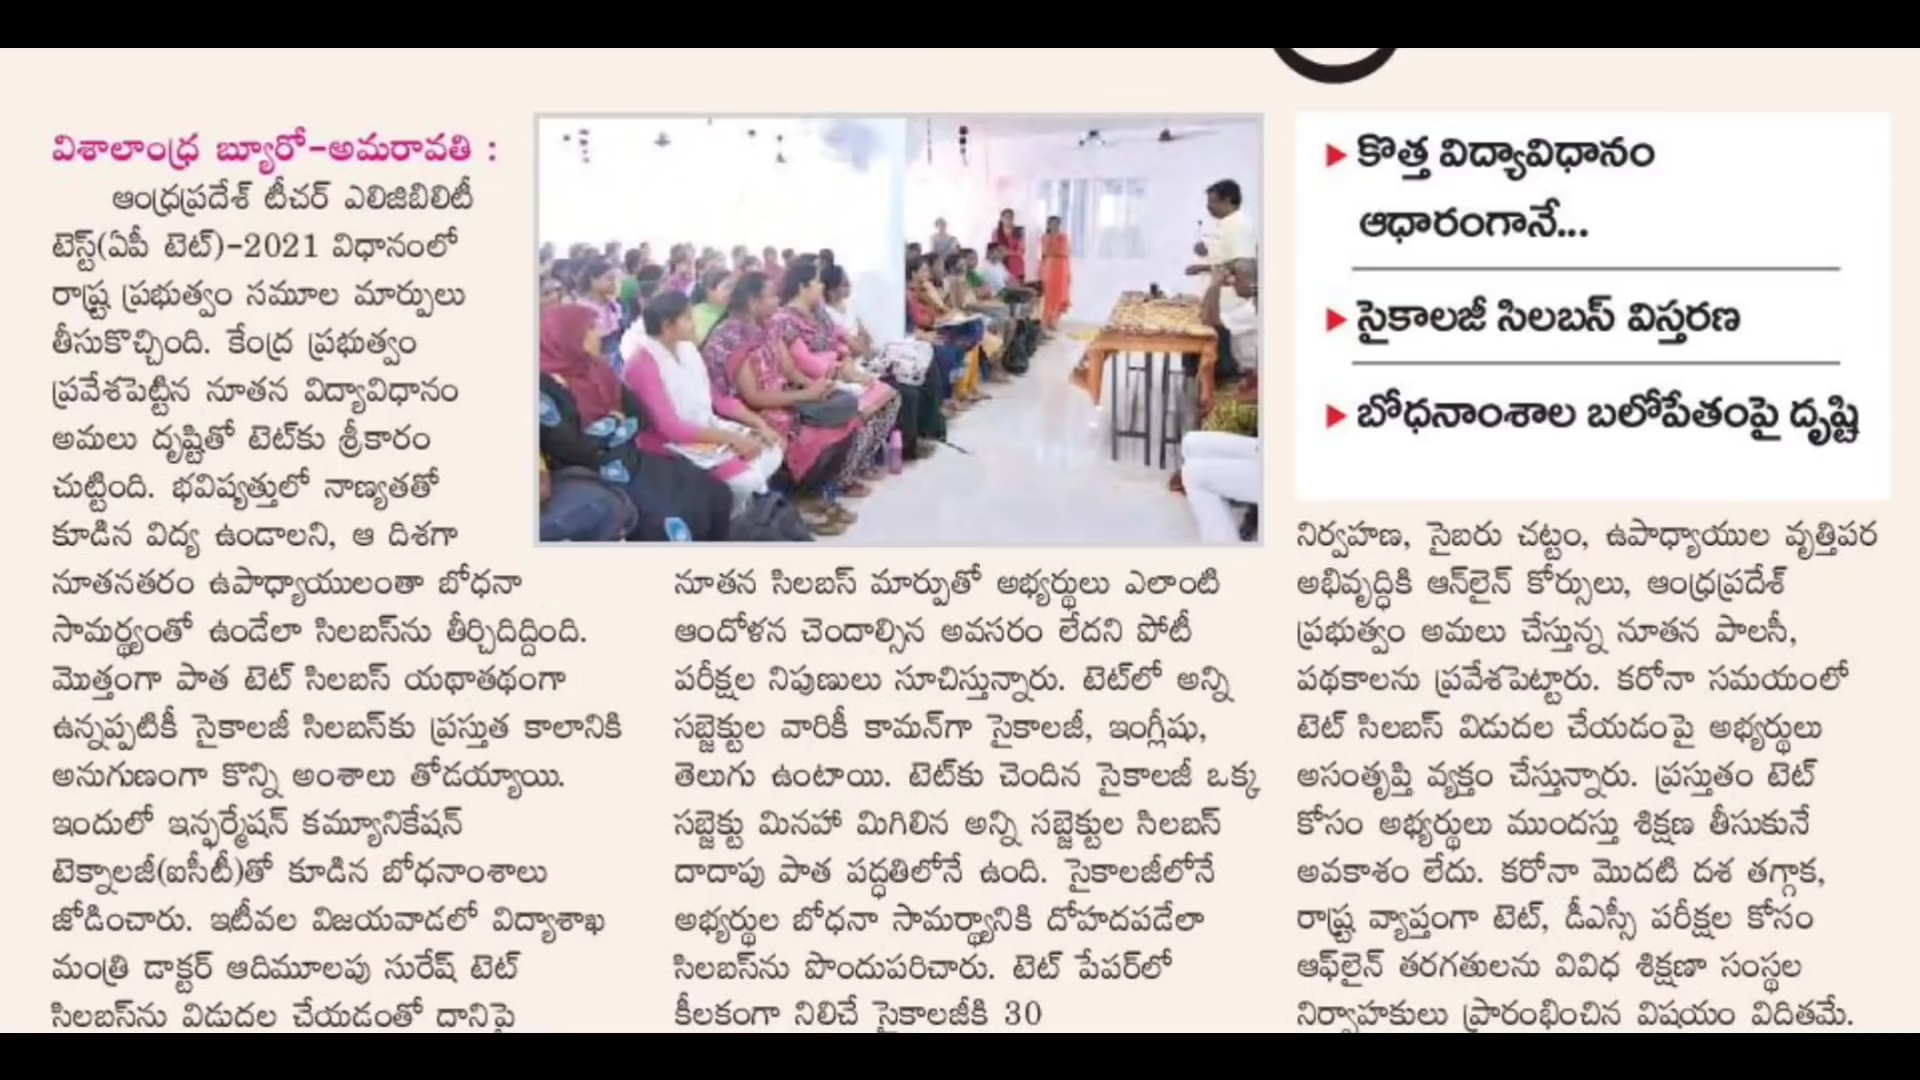 విశాలాంధ్ర బ్యూరో-అమరావతి :
ఆంధ్రప్రదేశ్ టీచర్ ఎలిజిబిలిటీ
టెస్ట్(ఏపీ టెట్)-2021 విధానంలో
రాష్ట్ర ప్రభుత్వం సమూల మార్పులు
తీసుకొచ్చింది. కేంద్ర ప్రభుత్వం
ప్రవేశపెట్టిన నూతన విద్యావిధానం
అమలు దృష్టితో టెట్‌కు శ్రీకారం
చుట్టింది. భవిష్యత్తులో నాణ్యతతో
కూడిన విద్య ఉండాలని, ఆ దిశగా
నూతనతరం ఉపాధ్యాయులంతా బోధనా
సామర్థ్యంతో ఉండేలా సిలబస్‌ను తీర్చిదిద్దింది.
మొత్తంగా పాత టెట్ సిలబస్ యథాతథంగా
ఉన్నప్పటికీ సైకాలజీ సిలబస్‌కు ప్రస్తుత కాలానికి
అనుగుణంగా కొన్ని అంశాలు తోడయ్యాయి.
ఇందులో ఇన్ఫర్మేషన్ కమ్యూనికేషన్
టెక్నాలజీ(ఐసీటీ)తో కూడిన బోధనాంశాలు
జోడించారు. ఇటీవల విజయవాడలో విద్యాశాఖ
మంత్రి డాక్టర్ ఆదిమూలపు సురేష్ టెట్
సిలబస్‌ను విడుదల చేయడంతో దానిపై
నూతన సిలబస్ మార్పుతో అభ్యర్థులు ఎలాంటి
ఆందోళన చెందాల్సిన అవసరం లేదని పోటీ
పరీక్షల నిపుణులు సూచిస్తున్నారు. టెట్‌లో అన్ని
సబ్జెక్టుల వారికీ కామన్‌గా సైకాలజీ, ఇంగ్లీషు,
తెలుగు ఉంటాయి. టెట్‌కు చెందిన సైకాలజీ ఒక్క
సబ్జెక్టు మినహా మిగిలిన అన్ని సబ్జెక్టుల సిలబస్
దాదాపు పాత పద్ధతిలోనే ఉంది. సైకాలజీలోనే
అభ్యర్థుల బోధనా సామర్థ్యానికి దోహదపడేలా
సిలబస్‌ను పొందుపరిచారు. టెట్ పేపర్‌లో
కీలకంగా నిలిచే సైకాలజీకి 30
▶ కొత్త విద్యావిధానం
ఆధారంగానే...
▶ సైకాలజీ సిలబస్ విస్తరణ
▶ బోధనాంశాల బలోపేతంపై దృష్టి
నిర్వహణ, సైబరు చట్టం, ఉపాధ్యాయుల వృత్తిపర
అభివృద్ధికి ఆన్‌లైన్ కోర్సులు, ఆంధ్రప్రదేశ్
ప్రభుత్వం అమలు చేస్తున్న నూతన పాలసీ,
పథకాలను ప్రవేశపెట్టారు. కరోనా సమయంలో
టెట్ సిలబస్ విడుదల చేయడంపై అభ్యర్థులు
అసంతృప్తి వ్యక్తం చేస్తున్నారు. ప్రస్తుతం టెట్
కోసం అభ్యర్థులు ముందస్తు శిక్షణ తీసుకునే
అవకాశం లేదు. కరోనా మొదటి దశ తగ్గాక,
రాష్ట్ర వ్యాప్తంగా టెట్, డీఎస్సీ పరీక్షల కోసం
ఆఫ్‌లైన్ తరగతులను వివిధ శిక్షణా సంస్థల
నిర్వాహకులు ప్రారంభించిన విషయం విదితమే.